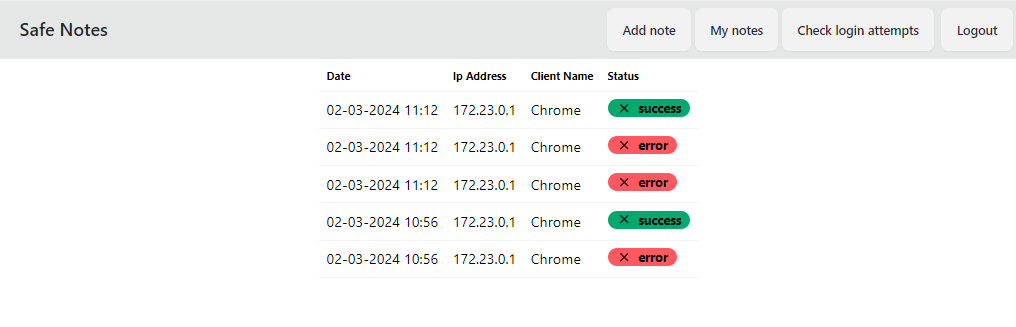 Safe Notes Add note My notes Check login attempts Logout
Date Ip Address Client Name Status
02-03-2024 11:12 172.23.0.1 Chrome success
02-03-2024 11:12 172.23.0.1 Chrome error
02-03-2024 11:12 172.23.0.1 Chrome error
02-03-2024 10:56 172.23.0.1 Chrome success
02-03-2024 10:56 172.23.0.1 Chrome error